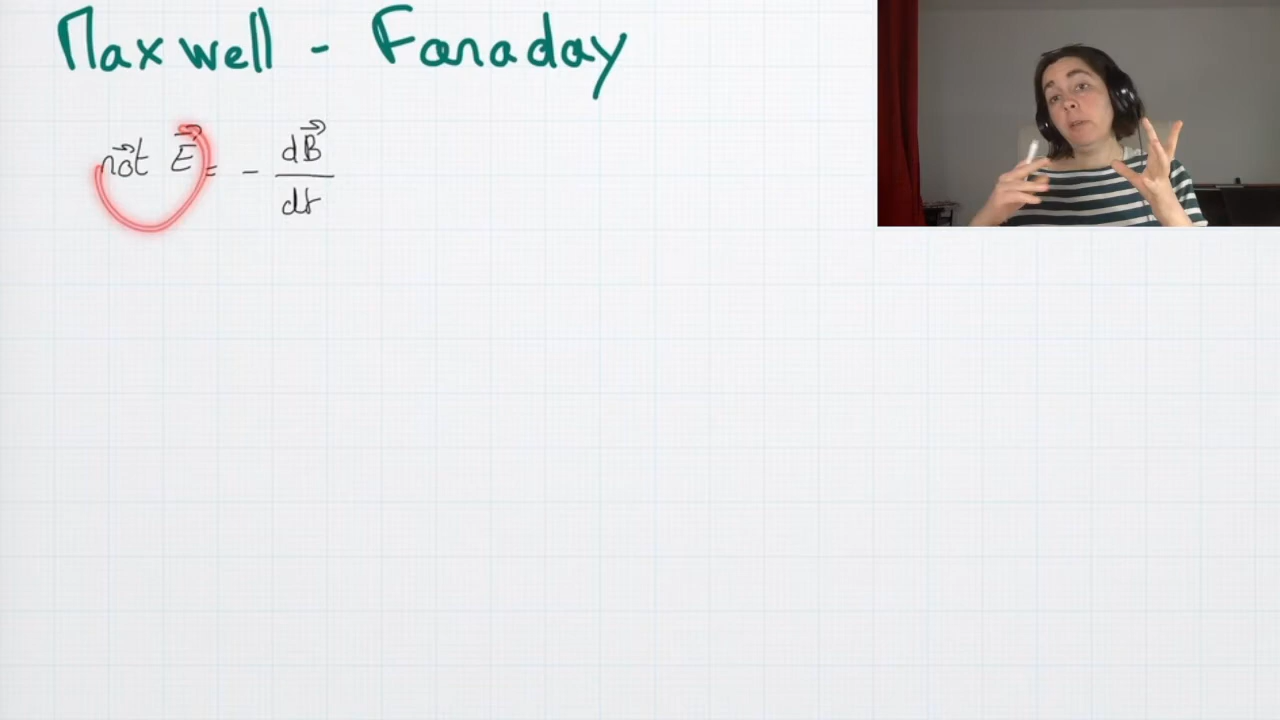 Maxwell - Faraday
rot E = - dB/dt